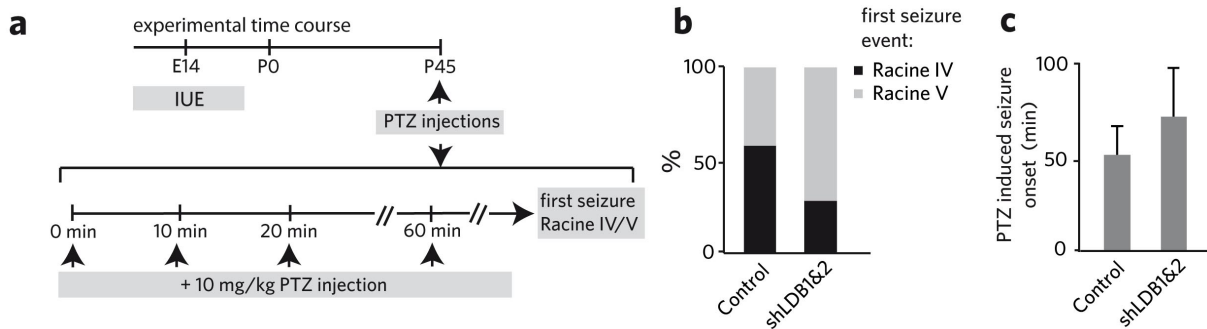 a
experimental time course
E14
P0
P45
IUE
PTZ injections
first seizure
Racine IV/V
0 min
10 min
20 min
60 min
+ 10 mg/kg PTZ injection
b
first seizure
event:
Racine IV
Racine V
100
50
0
%
Control
shLDB1&2
c
PTZ induced seizure
onset (min)
100
50
0
Control
shLDB1&2